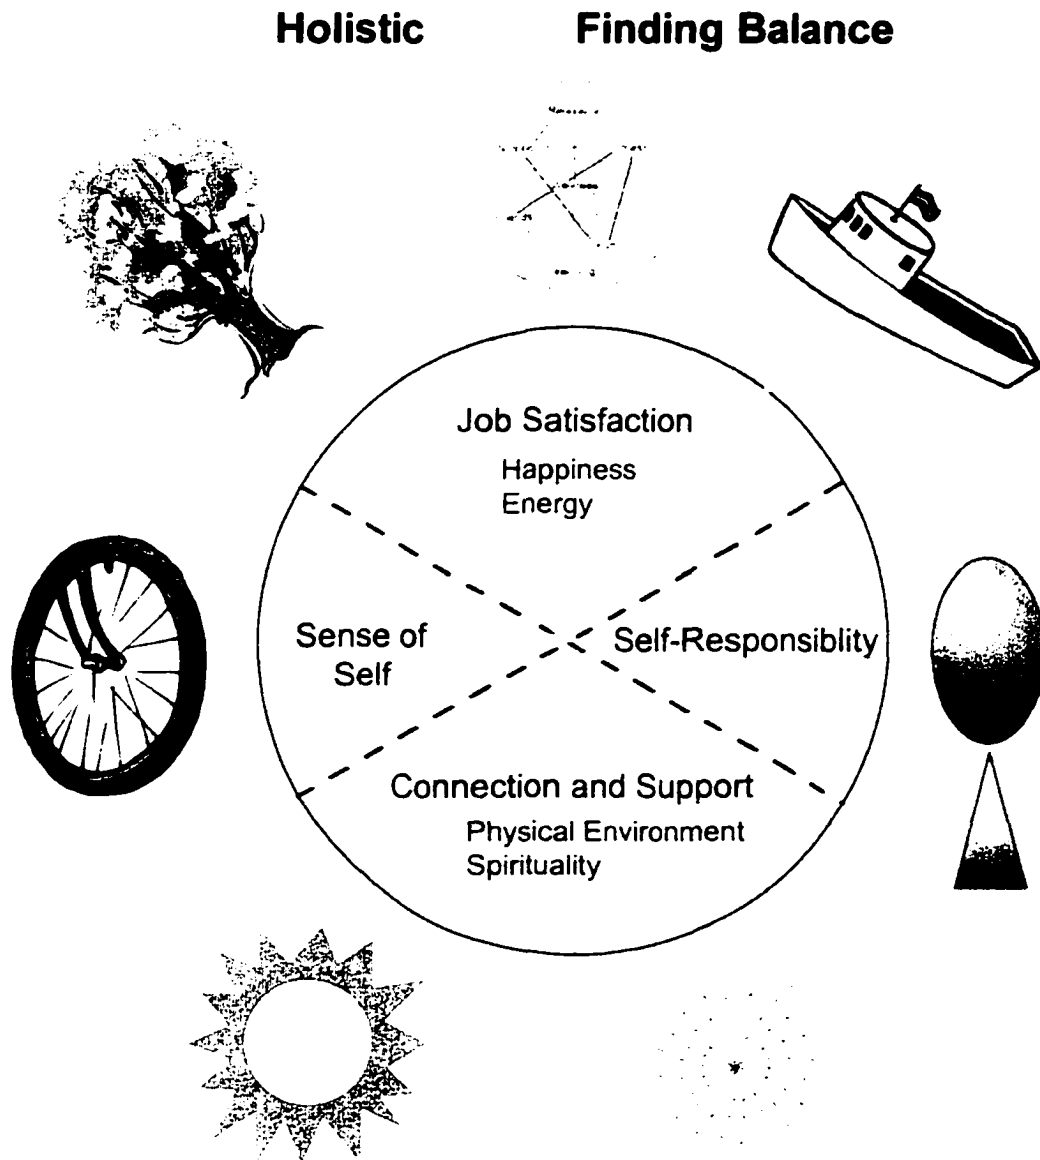 Holistic Finding Balance
Job Satisfaction
Happiness
Energy
Sense of
Self
Self-Responsiblity
Connection and Support
Physical Environment
Spirituality